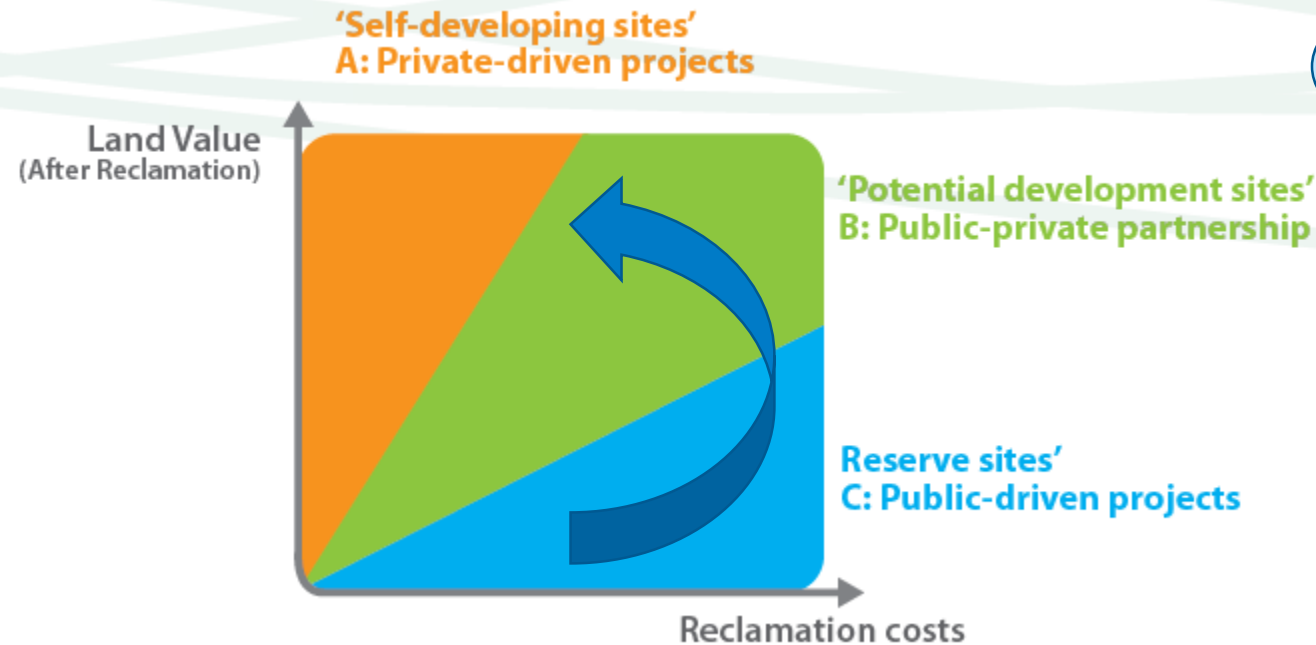 ‘Self-developing sites’
A: Private-driven projects
Land Value
(After Reclamation)
‘Potential development sites’
B: Public-private partnership
Reserve sites’
C: Public-driven projects
Reclamation costs